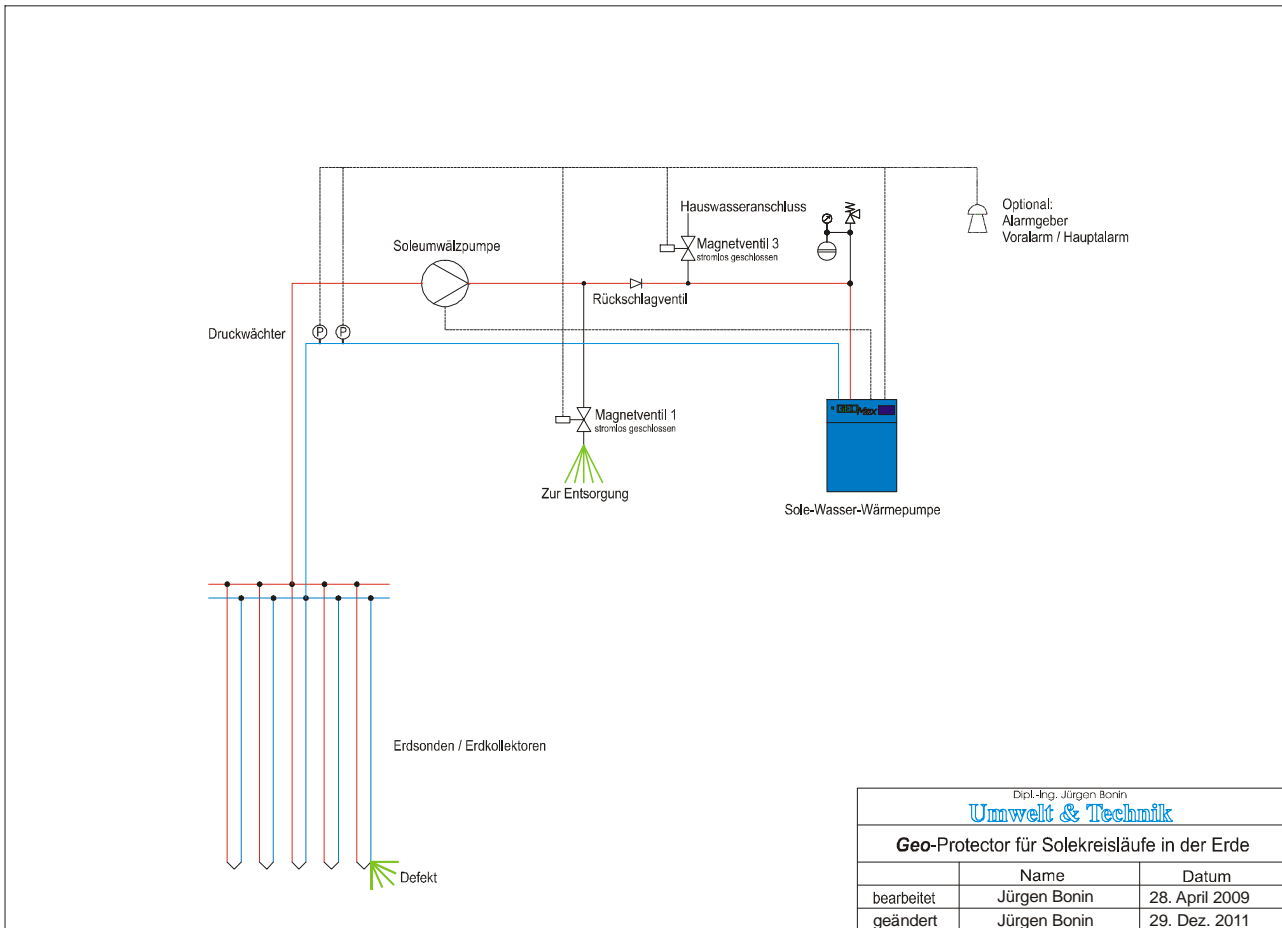 Hauswasseranschluss
Optional:
Alarmgeber
Voralarm / Hauptalarm
Soleumwälzpumpe
Magnetventil 3
stromlos geschlossen
Rückschlagventil
Druckwächter
P
P
GEO Max
Magnetventil 1
stromlos geschlossen
Zur Entsorgung
Sole-Wasser-Wärmepumpe
Erdsonden / Erdkollektoren
Defekt
Dipl.-Ing. Jürgen Bonin
Umwelt & Technik
Geo-Protector für Solekreisläufe in der Erde
Name Datum
bearbeitet Jürgen Bonin 28. April 2009
geändert Jürgen Bonin 29. Dez. 2011